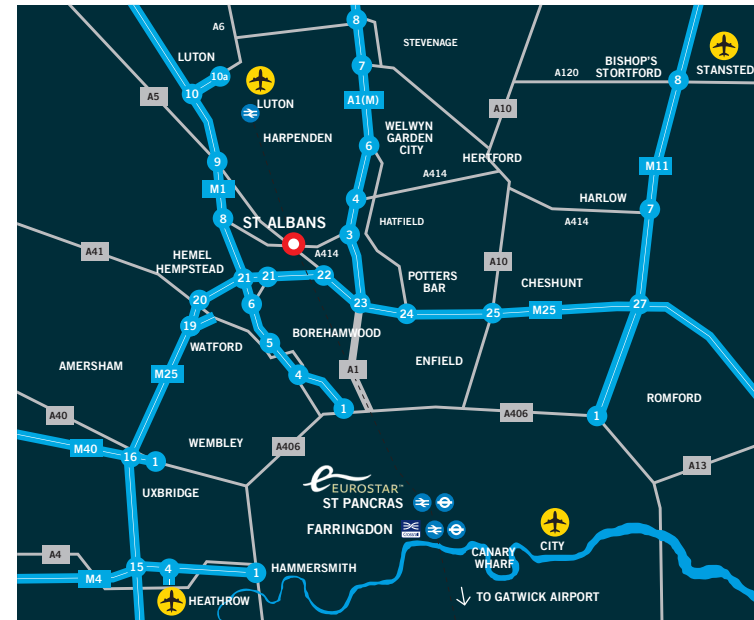 8
A6
STEVENAGE
LUTON
7
BISHOP'S
STORTFORD
8
STANSTED
10a
A120
10
A5
LUTON
A1(M)
A10
WELWYN
GARDEN
CITY
HARPENDEN
6
HERTFORD
9
M11
A414
M1
4
HARLOW
7
8
ST ALBANS
HATFIELD
A414
3
A41
A414
HEMEL
HEMPSTEAD
A10
21
21
22
POTTERS
BAR
CHESHUNT
20
6
23
24
25
M25
27
19
BOREHAMWOOD
WATFORD
5
ENFIELD
AMERSHAM
M25
4
A1
ROMFORD
A40
1
A406
1
WEMBLEY
A406
M40
16
1
A13
UXBRIDGE
e
EUROSTAR™
ST PANCRAS
FARRINGDON
CITY
A4
CANARY
WHARF
15
4
1
HAMMERSMITH
M4
HEATHROW
TO GATWICK AIRPORT